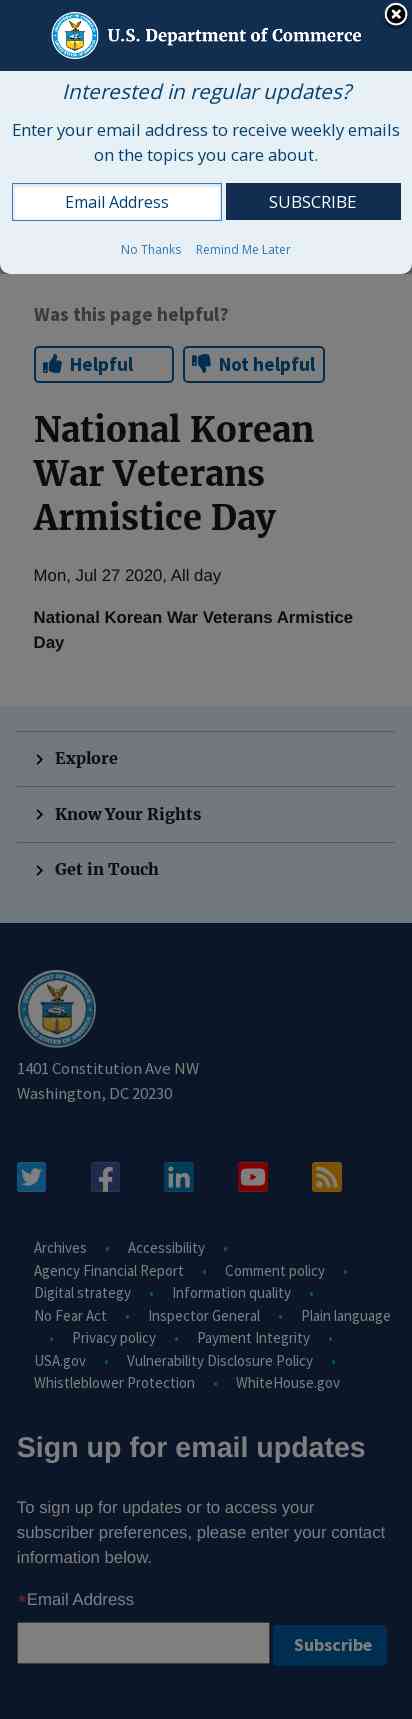 U.S. Department of Commerce
Interested in regular updates?
Enter your email address to receive weekly emails
on the topics you care about.
Email Address SUBSCRIBE
No Thanks Remind Me Later
Was this page helpful?
Helpful Not helpful
National Korean
War Veterans
Armistice Day
Mon, Jul 27 2020, All day
National Korean War Veterans Armistice
Day
Explore
Know Your Rights
Get in Touch
1401 Constitution Ave NW
Washington, DC 20230
Archives • Accessibility •
Agency Financial Report • Comment policy •
Digital strategy • Information quality •
No Fear Act • Inspector General • Plain language
• Privacy policy • Payment Integrity •
USA.gov • Vulnerability Disclosure Policy •
Whistleblower Protection • WhiteHouse.gov
Sign up for email updates
To sign up for updates or to access your
subscriber preferences, please enter your contact
information below.
*Email Address
Subscribe